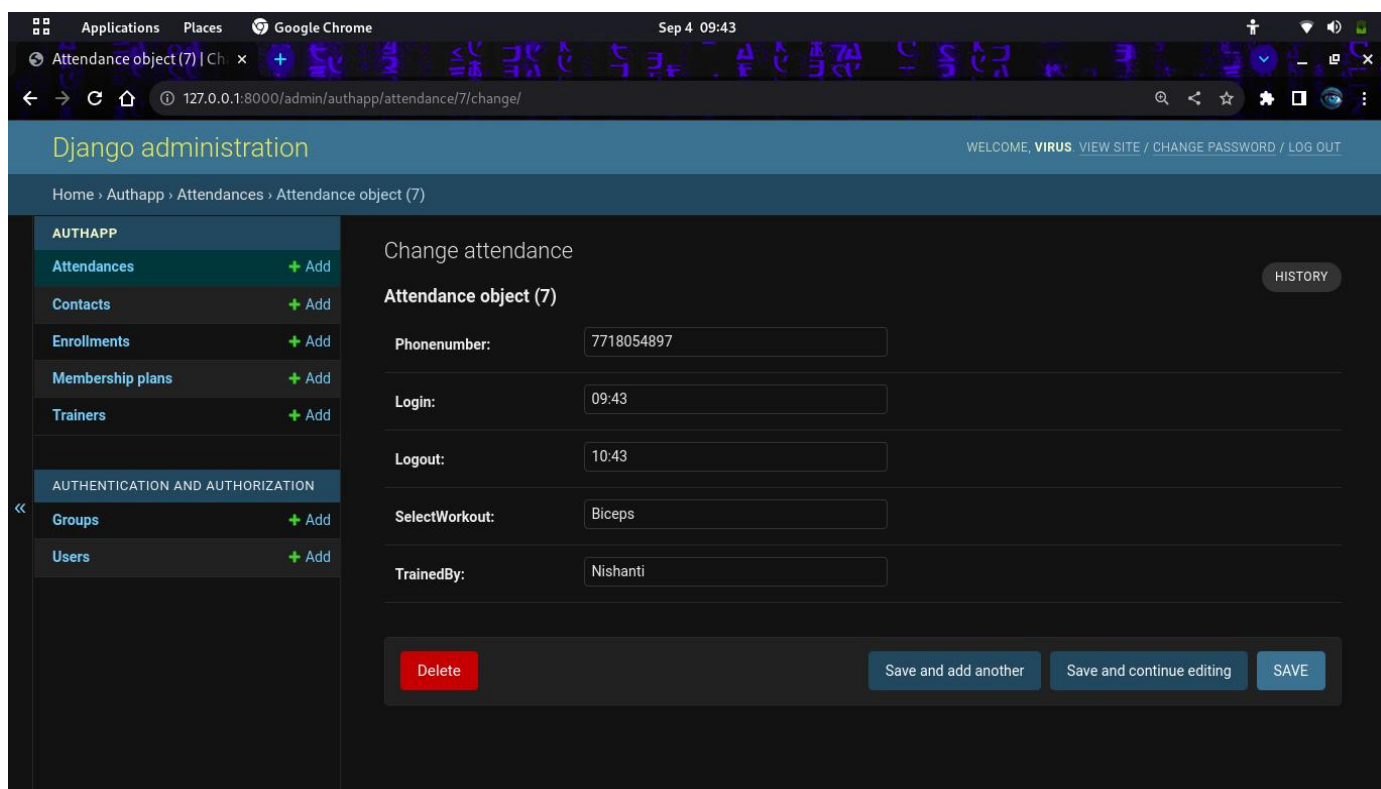 Applications Places Google Chrome Sep 4 09:43
Attendance object (7) | Ch
127.0.0.1:8000/admin/authapp/attendance/7/change/
Django administration
WELCOME, VIRUS. VIEW SITE / CHANGE PASSWORD / LOG OUT
Home › Authapp › Attendances › Attendance object (7)
AUTHAPP
Attendances + Add
Contacts + Add
Enrollments + Add
Membership plans + Add
Trainers + Add
AUTHENTICATION AND AUTHORIZATION
Groups + Add
Users + Add
«
Change attendance
HISTORY
Attendance object (7)
Phonenumber: 7718054897
Login: 09:43
Logout: 10:43
SelectWorkout: Biceps
TrainedBy: Nishanti
Delete Save and add another Save and continue editing SAVE